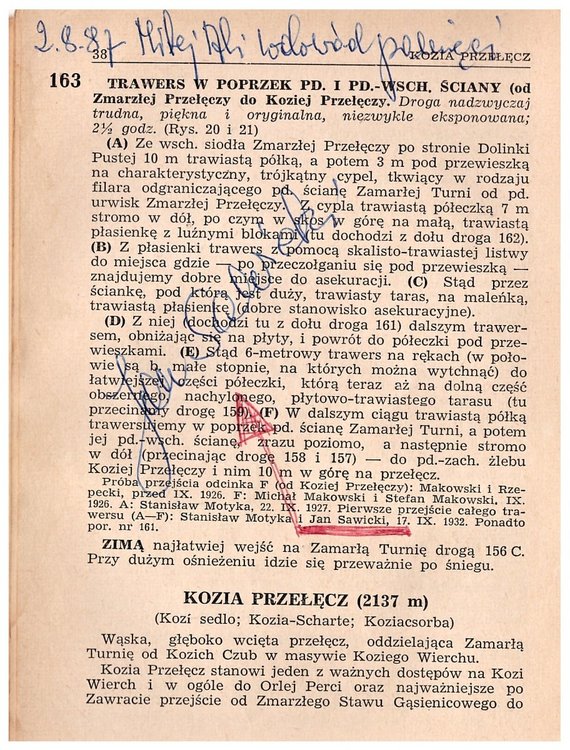 2.8.87 Miłej Ali w dowód pamięci
38 KOZIA PRZEŁĘCZ
163 TRAWERS W POPRZEK PD. I PD.-WSCH. ŚCIANY (od
Zmarzłej Przełęczy do Koziej Przełęczy. Droga nadzwyczaj
trudna, piękna i oryginalna, niezwykle eksponowana;
2½ godz. (Rys. 20 i 21)
(A) Ze wsch. siodła Zmarzłej Przełęczy po stronie Dolinki
Pustej 10 m trawiastą półką, a potem 3 m pod przewieszką
na charakterystyczny, trójkątny cypel, tkwiący w rodzaju
filara odgraniczającego pd. ścianę Zamarłej Turni od pd.
urwisk Zmarzłej Przełęczy. Z cypla trawiastą półeczką 7 m
stromo w dół, po czym w skos w górę na małą, trawiastą
płasienkę z luźnymi blokami (tu dochodzi z dołu droga 162).
(B) Z płasienki trawers z pomocą skalisto-trawiastej listwy
do miejsca gdzie — po przeczołganiu się pod przewieszką —
znajdujemy dobre miejsce do asekuracji. (C) Stąd przez
ściankę, pod którą jest duży, trawiasty taras, na maleńką,
trawiastą płasienkę (dobre stanowisko asekuracyjne).
(D) Z niej (dochodzi tu z dołu droga 161) dalszym trawer-
sem, obniżając się na płyty, i powrót do półeczki pod prze-
wieszkami. (E) Stąd 6-metrowy trawers na rękach (w poło-
wie są b. małe stopnie, na których można wytchnąć) do
łatwiejszej części półeczki, którą teraz aż na dolną część
obszernego, nachylonego, płytowo-trawiastego tarasu (tu
przecinamy drogę 159). (F) W dalszym ciągu trawiastą półką
trawersujemy w poprzek pd. ścianę Zamarłej Turni, a potem
jej pd.-wsch. ścianę, zrazu poziomo, a następnie stromo
w dół (przecinając drogę 158 i 157) — do pd.-zach. żlebu
Koziej Przełęczy i nim 10 m w górę na przełęcz.
Próba przejścia odcinka F (od Koziej Przełęczy): Makowski i Rze-
pecki, przed IX. 1926. F: Michał Makowski i Stefan Makowski, IX.
1926. A: Stanisław Motyka, 22. IX. 1927. Pierwsze przejście całego tra-
wersu (A—F): Stanisław Motyka i Jan Sawicki, 17. IX. 1932. Ponadto
por. nr 161.
ZIMĄ najłatwiej wejść na Zamarłą Turnię drogą 156 C.
Przy dużym ośnieżeniu idzie się przeważnie po śniegu.
KOZIA PRZEŁĘCZ (2137 m)
(Kozí sedlo; Kozia-Scharte; Koziacsorba)
Wąska, głęboko wcięta przełęcz, oddzielająca Zamarłą
Turnię od Kozich Czub w masywie Koziego Wierchu.
Kozia Przełęcz stanowi jeden z ważnych dostępów na Kozi
Wierch i w ogóle do Orlej Perci oraz najważniejsze po
Zawracie przejście od Zmarzłego Stawu Gąsienicowego do